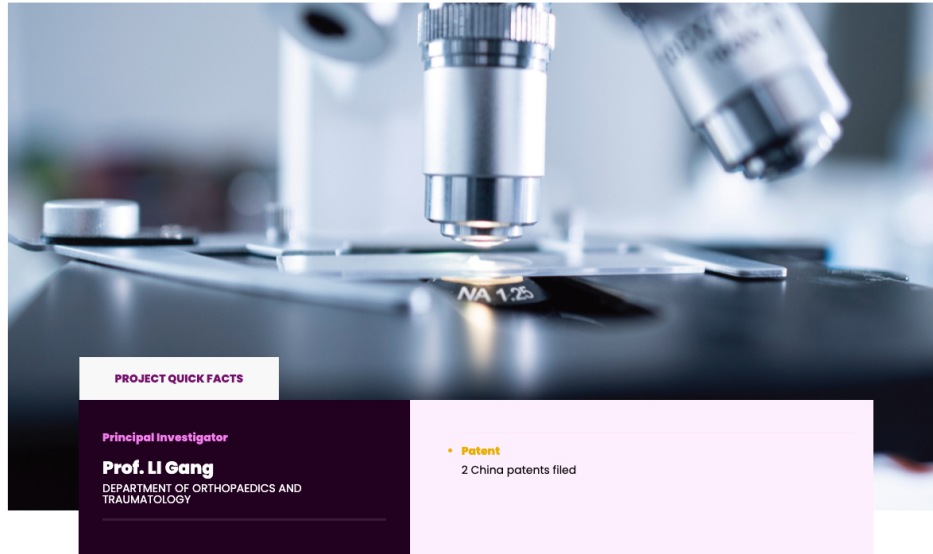 NA 1.25
PROJECT QUICK FACTS
Principal Investigator
Prof. LI Gang
DEPARTMENT OF ORTHOPAEDICS AND
TRAUMATOLOGY
• Patent
2 China patents filed